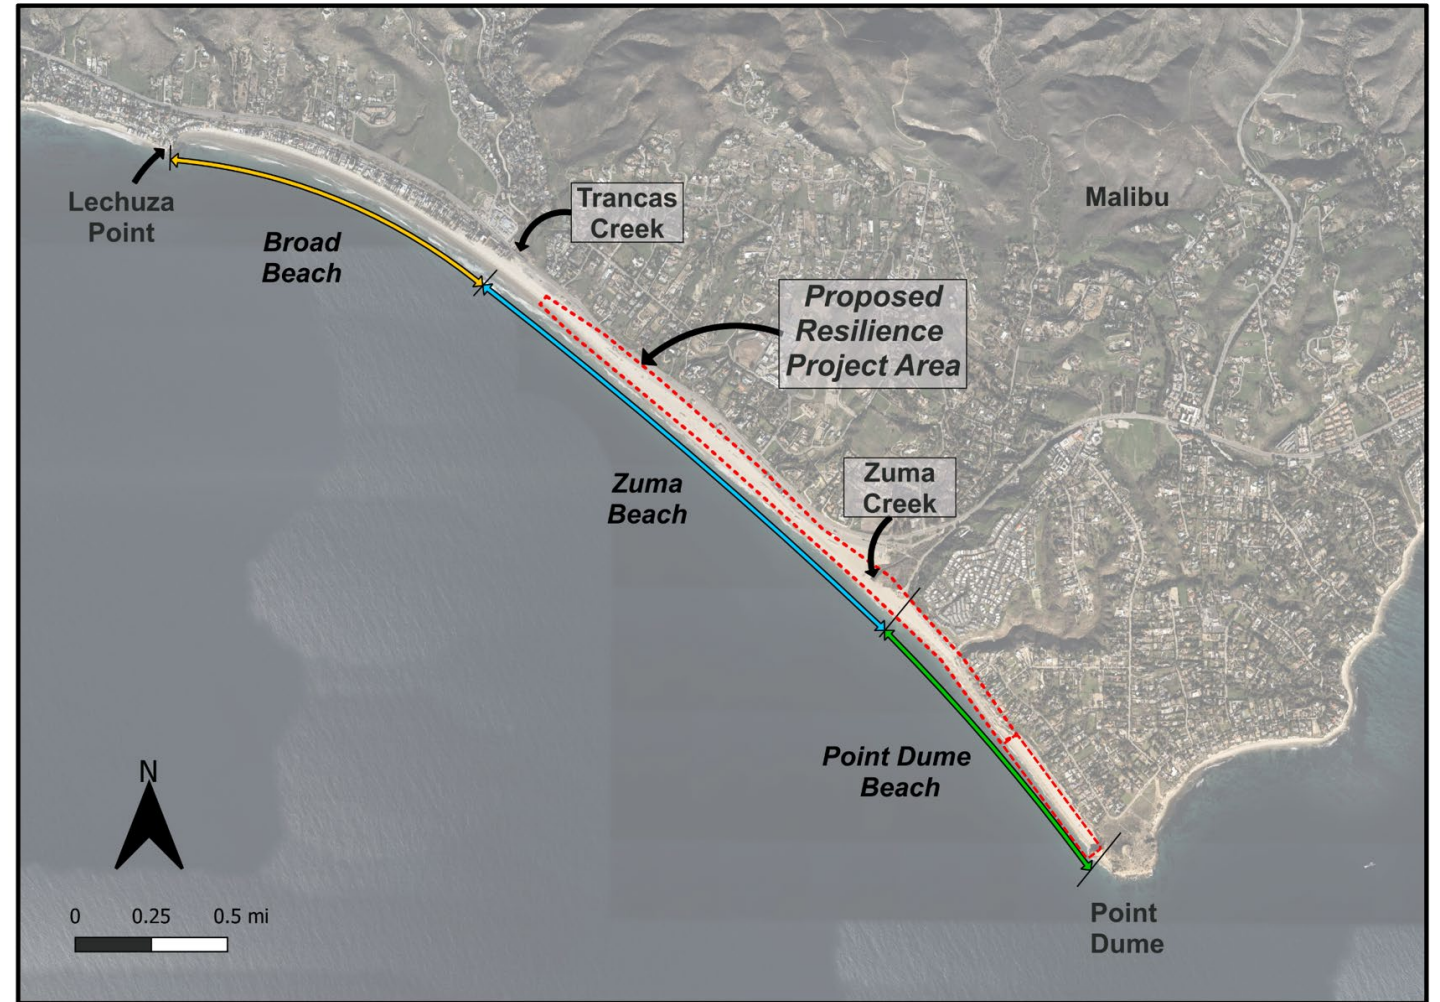 Lechuza
Point
Broad
Beach
Trancas
Creek
Malibu
Proposed
Resilience
Project Area
Zuma
Creek
Zuma
Beach
Point Dume
Beach
N
0 0.25 0.5 mi
Point
Dume